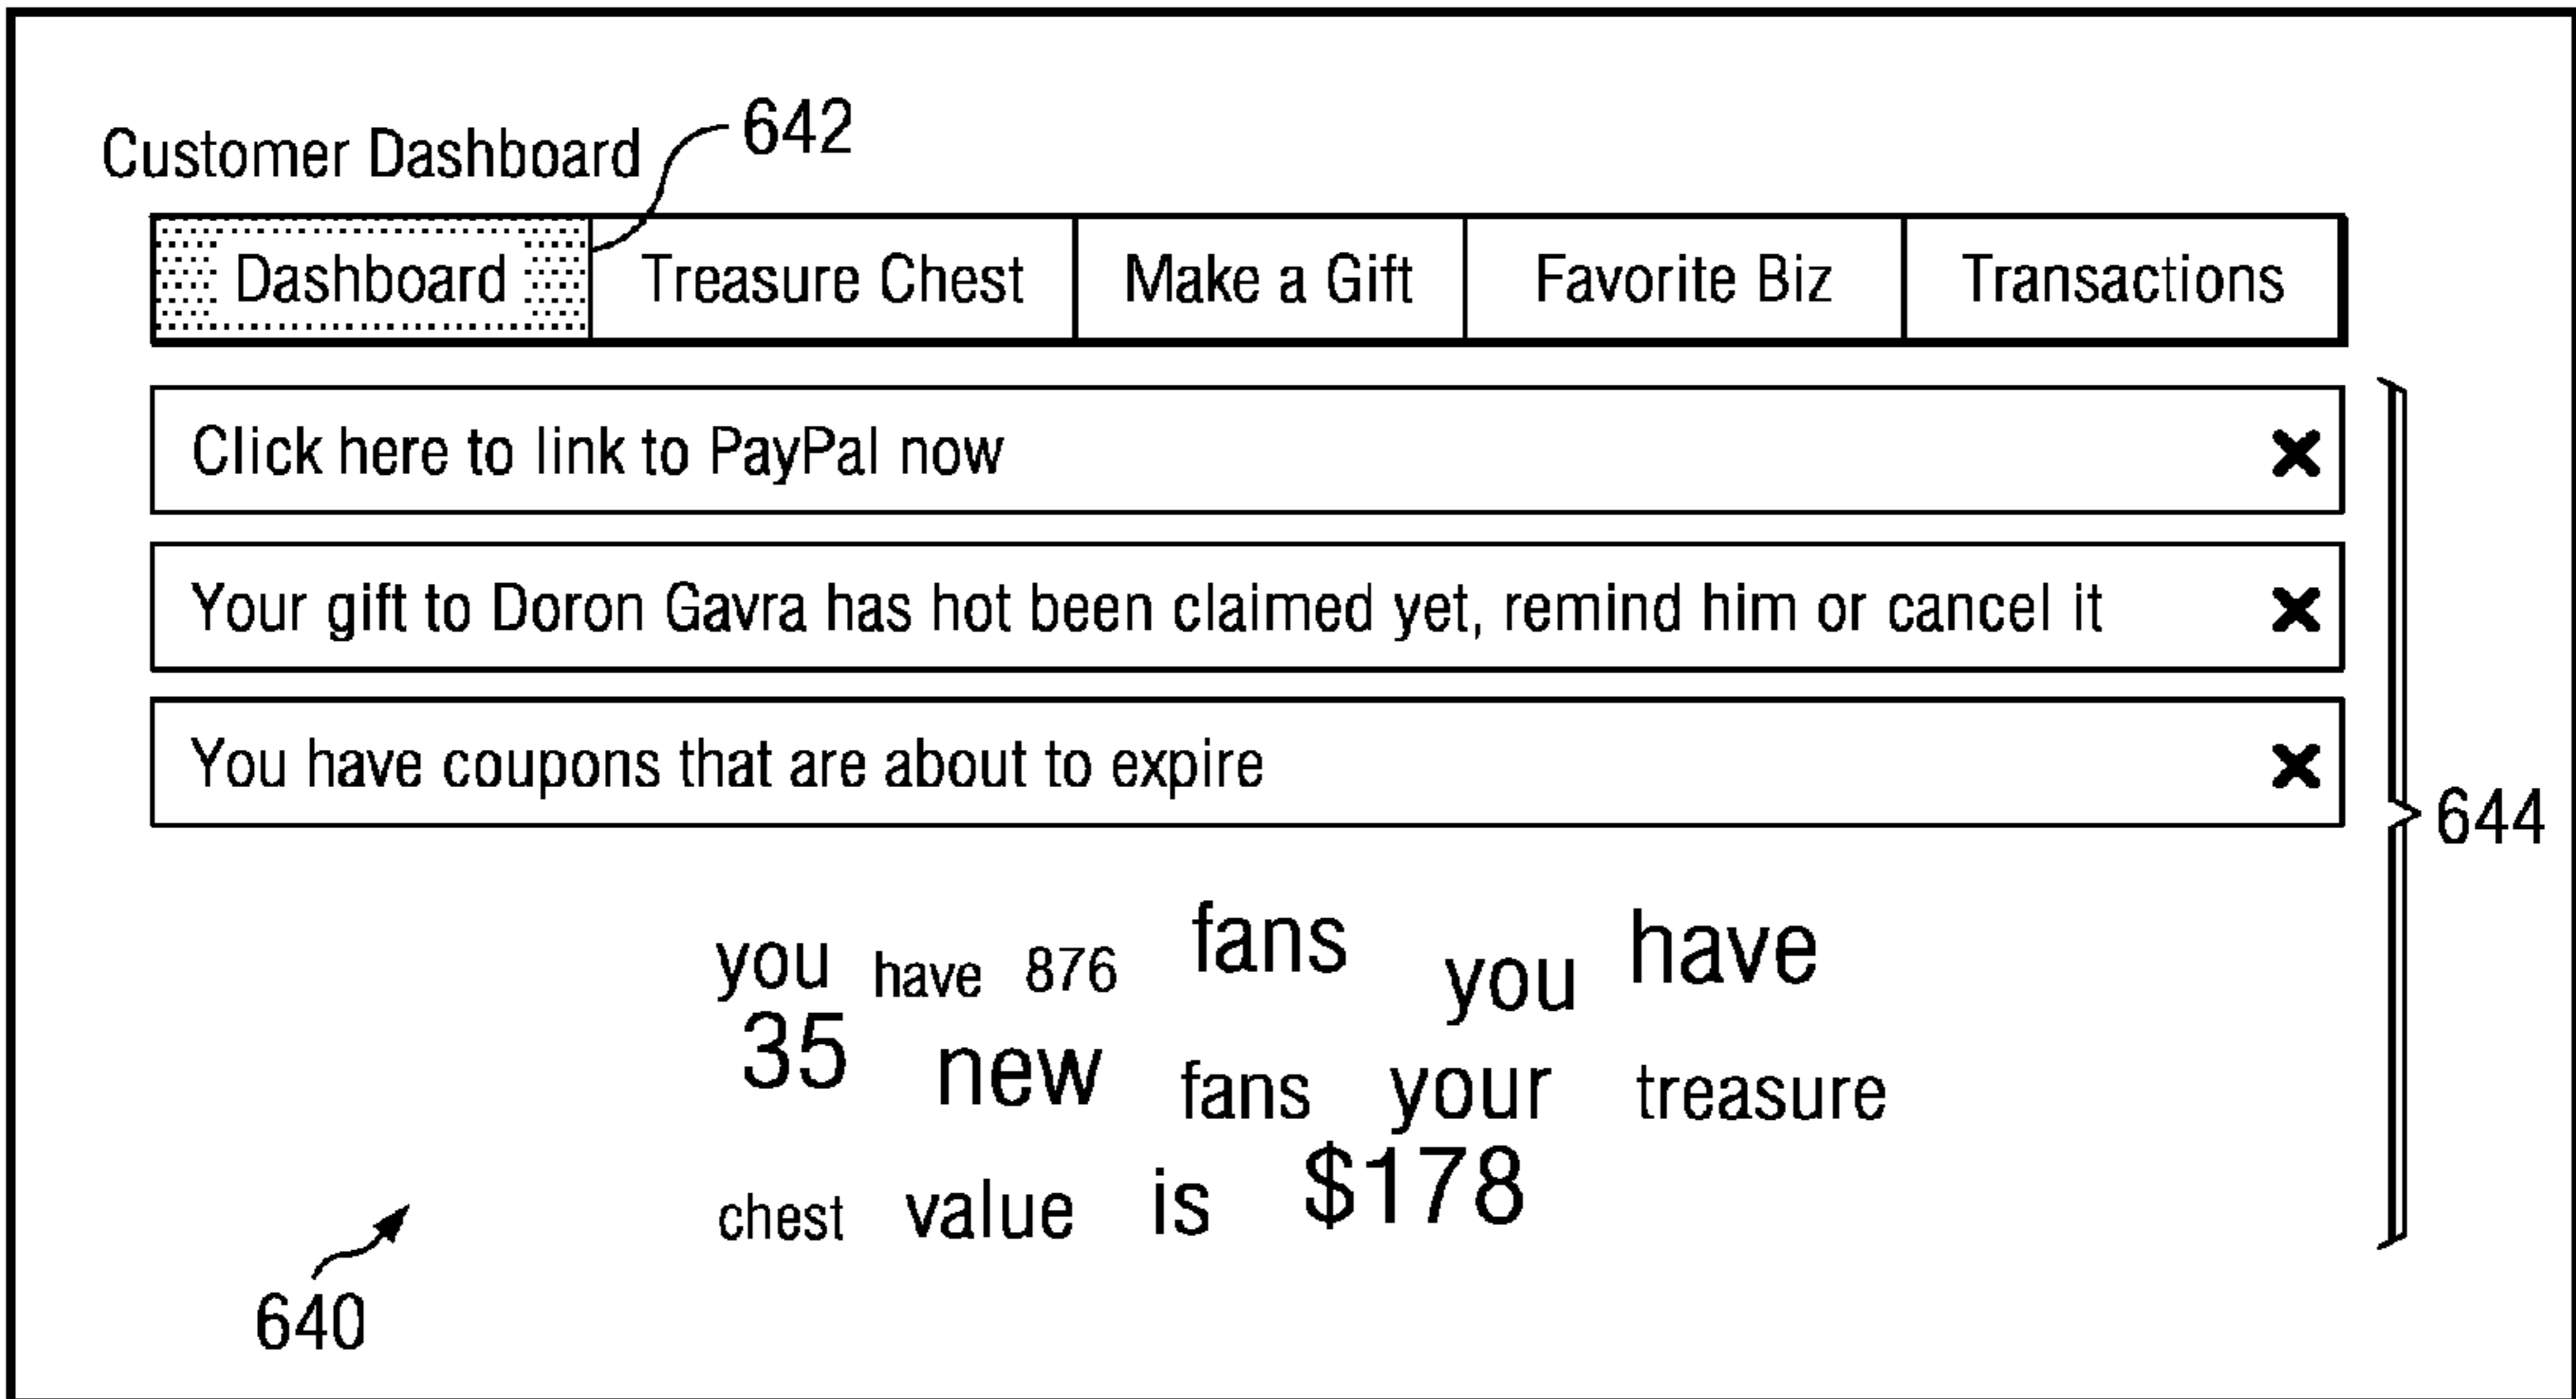 642
Customer Dashboard
Dashboard Treasure Chest Make a Gift Favorite Biz Transactions
Click here to link to PayPal now
Your gift to Doron Gavra has hot been claimed yet, remind him or cancel it
You have coupons that are about to expire
644
you have 876 fans you have
35 new fans your treasure
chest value is $178
640